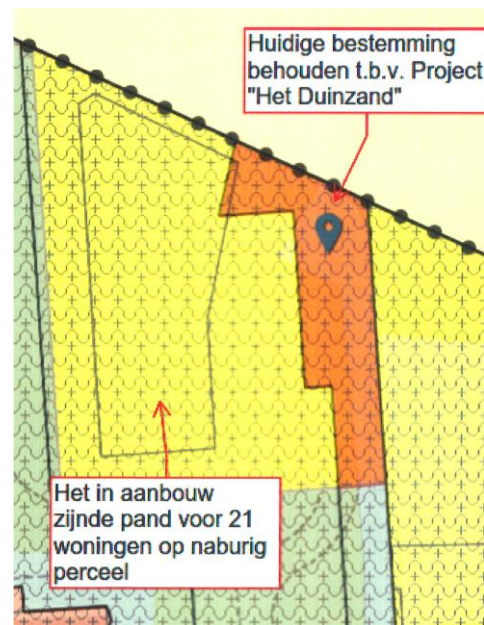 Huidige bestemming
behouden t.b.v. Project
"Het Duinzand"
Het in aanbouw
zijnde pand voor 21
woningen op naburig
perceel